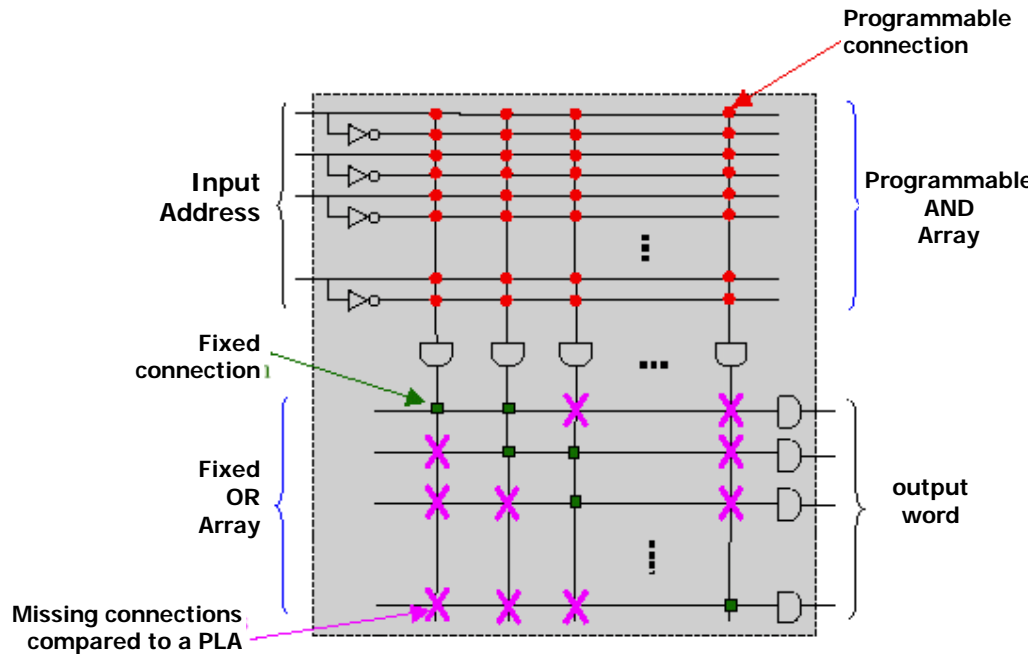 Programmable
connection
Input
Address
Programmable
AND
Array
Fixed
connection
Fixed
OR
Array
output
word
Missing connections
compared to a PLA